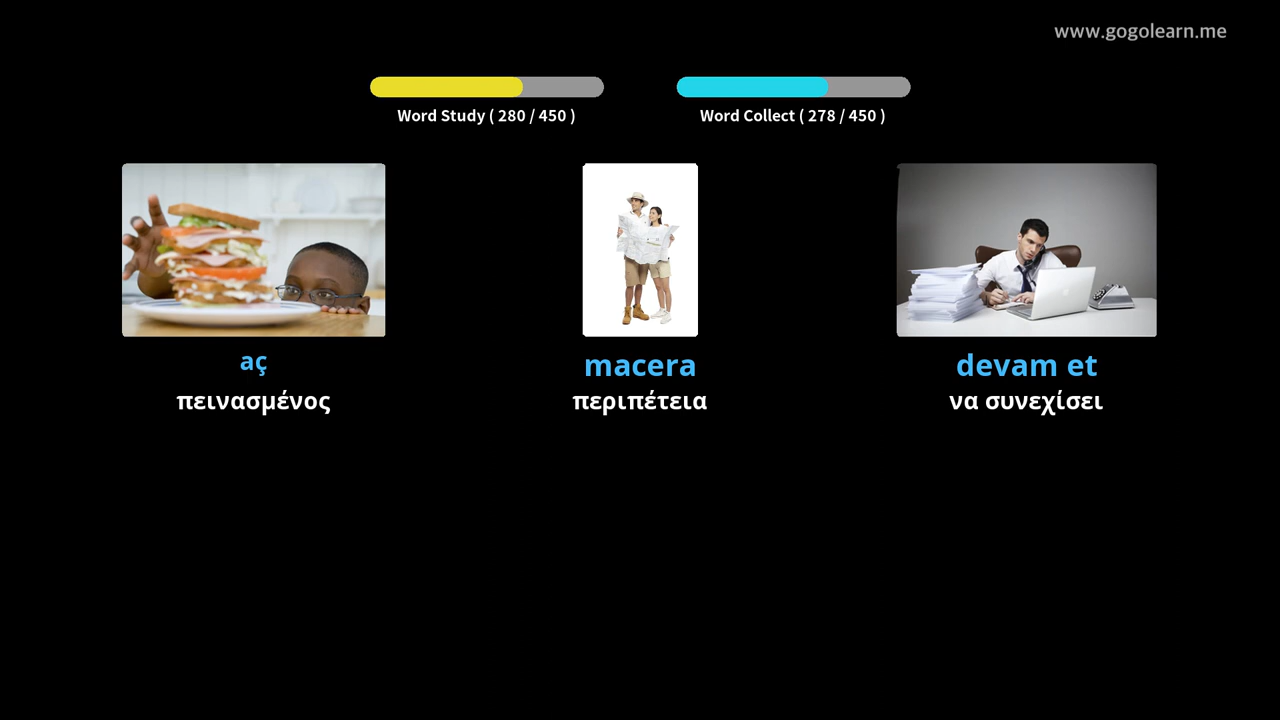 www.gogolearn.me
Word Study ( 280 / 450 )
Word Collect ( 278 / 450 )
aç
πεινασμένος
macera
περιπέτεια
devam et
να συνεχίσει